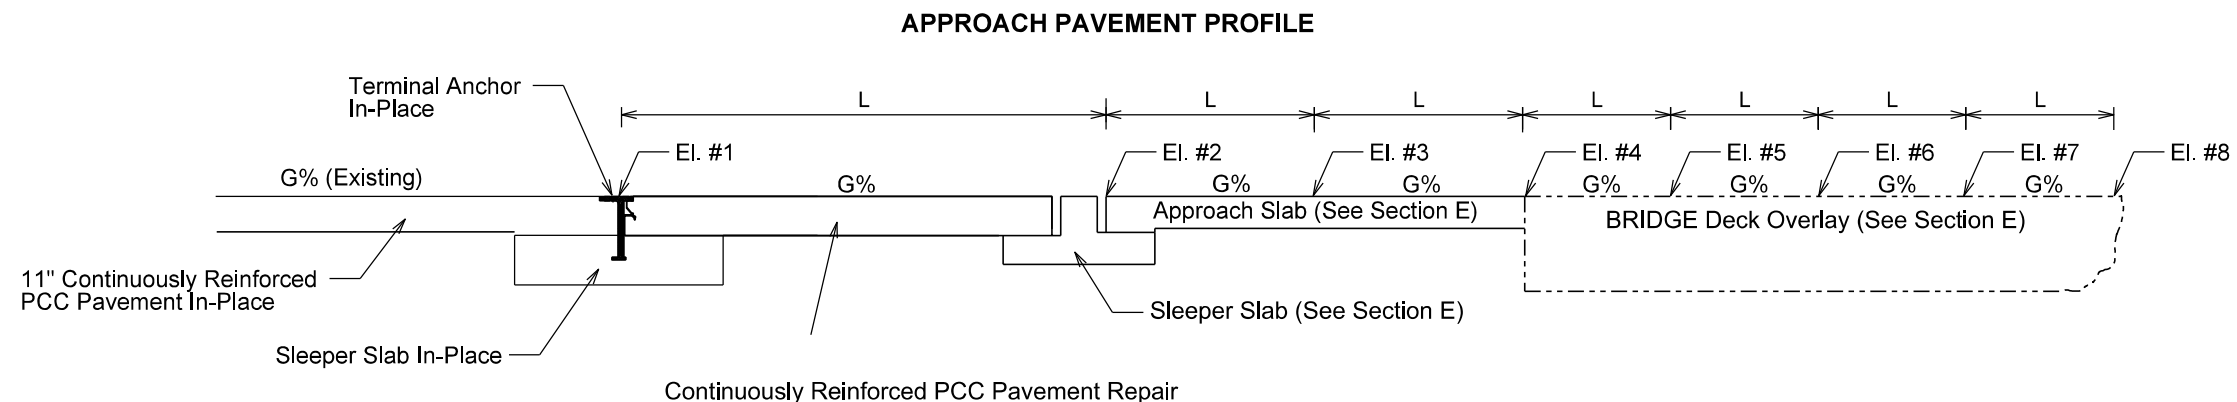 APPROACH PAVEMENT PROFILE
Terminal Anchor
In-Place
L
L
L
L
L
L
L
El. #1
El. #2
El. #3
El. #4
El. #5
El. #6
El. #7
El. #8
G% (Existing)
G%
G%
G%
G%
G%
G%
G%
Approach Slab (See Section E)
BRIDGE Deck Overlay (See Section E)
11" Continuously Reinforced
PCC Pavement In-Place
Sleeper Slab (See Section E)
Sleeper Slab In-Place
Continuously Reinforced PCC Pavement Repair